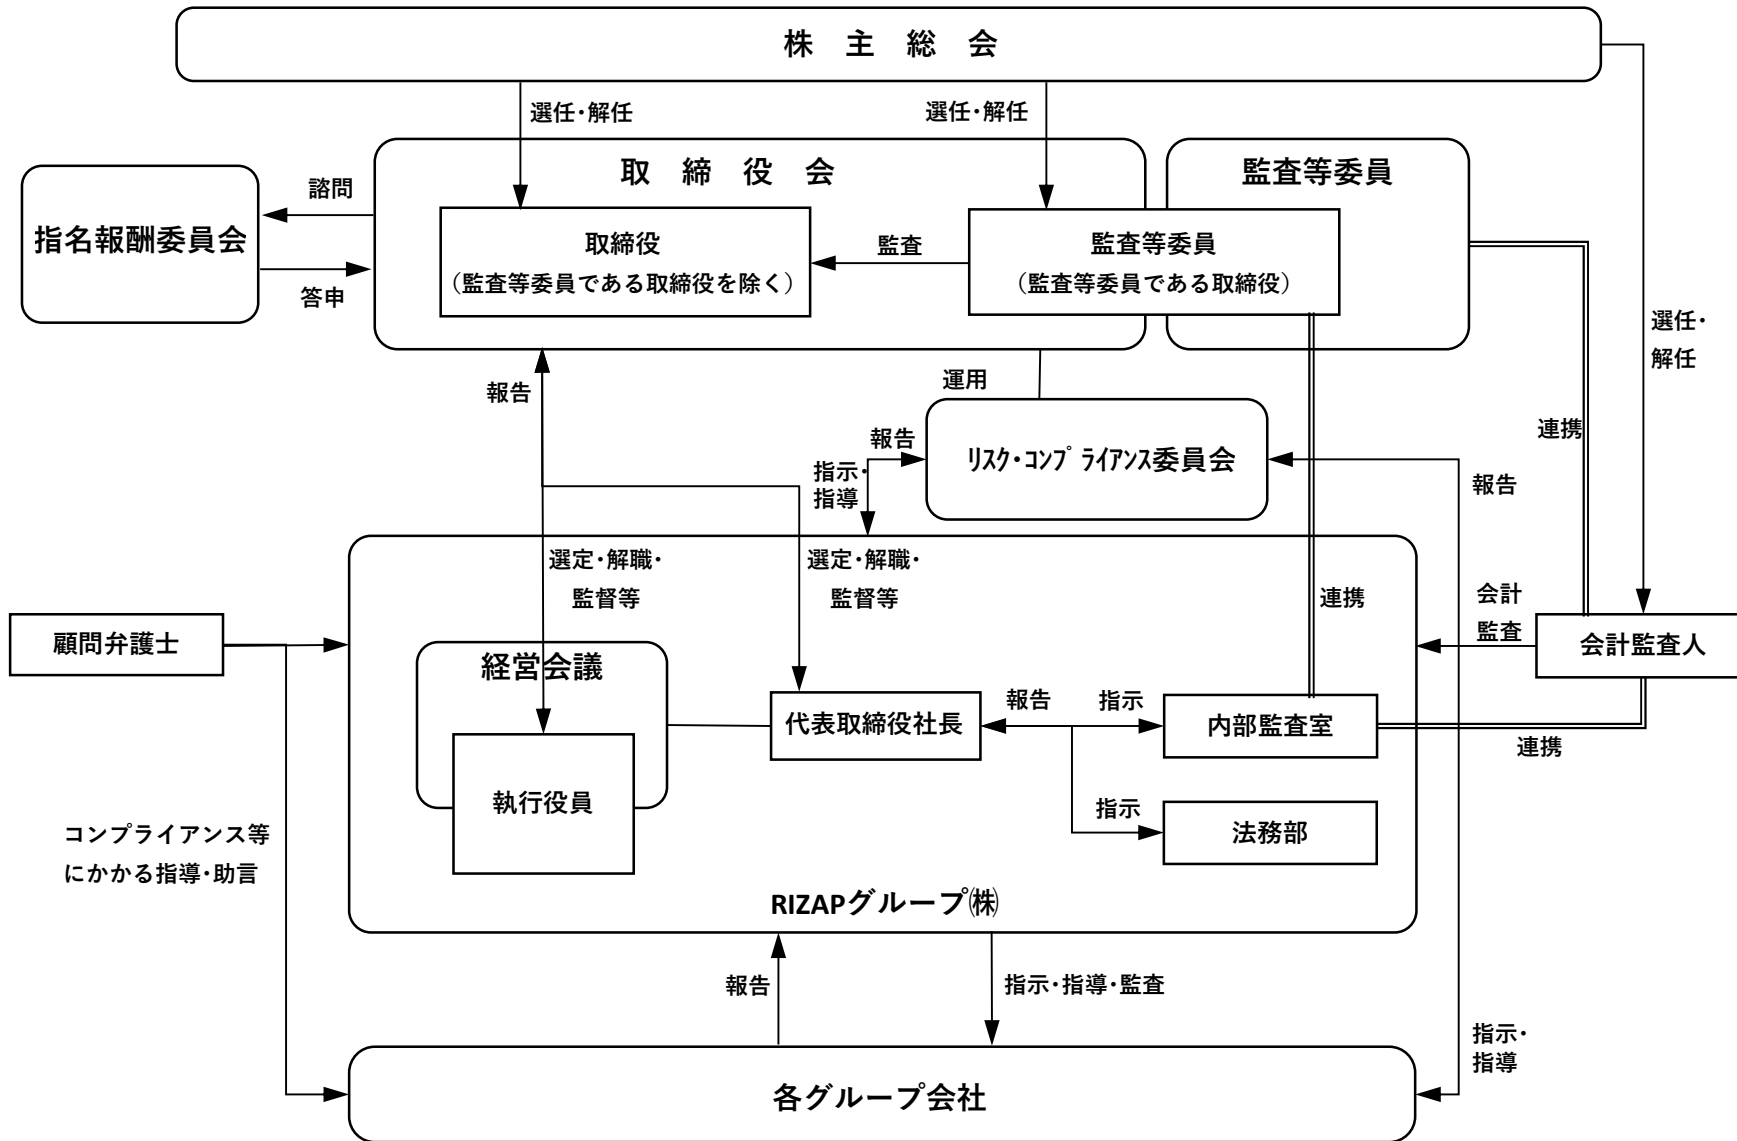 株 主 総 会
選任・解任
選任・解任
取 締 役 会
監査等委員
諮問
指名報酬委員会
答申
取締役
（監査等委員である取締役を除く）
監査
監査等委員
（監査等委員である取締役）
選任・
解任
報告
運用
連携
報告
リスク・コンプライアンス委員会
指示・
指導
報告
選定・解職・
監督等
選定・解職・
監督等
連携
会計
監査
顧問弁護士
会計監査人
経営会議
代表取締役社長
報告
指示
内部監査室
連携
執行役員
指示
法務部
コンプライアンス等
にかかる指導・助言
RIZAPグループ㈱
報告
指示・指導・監査
指示・
指導
各グループ会社